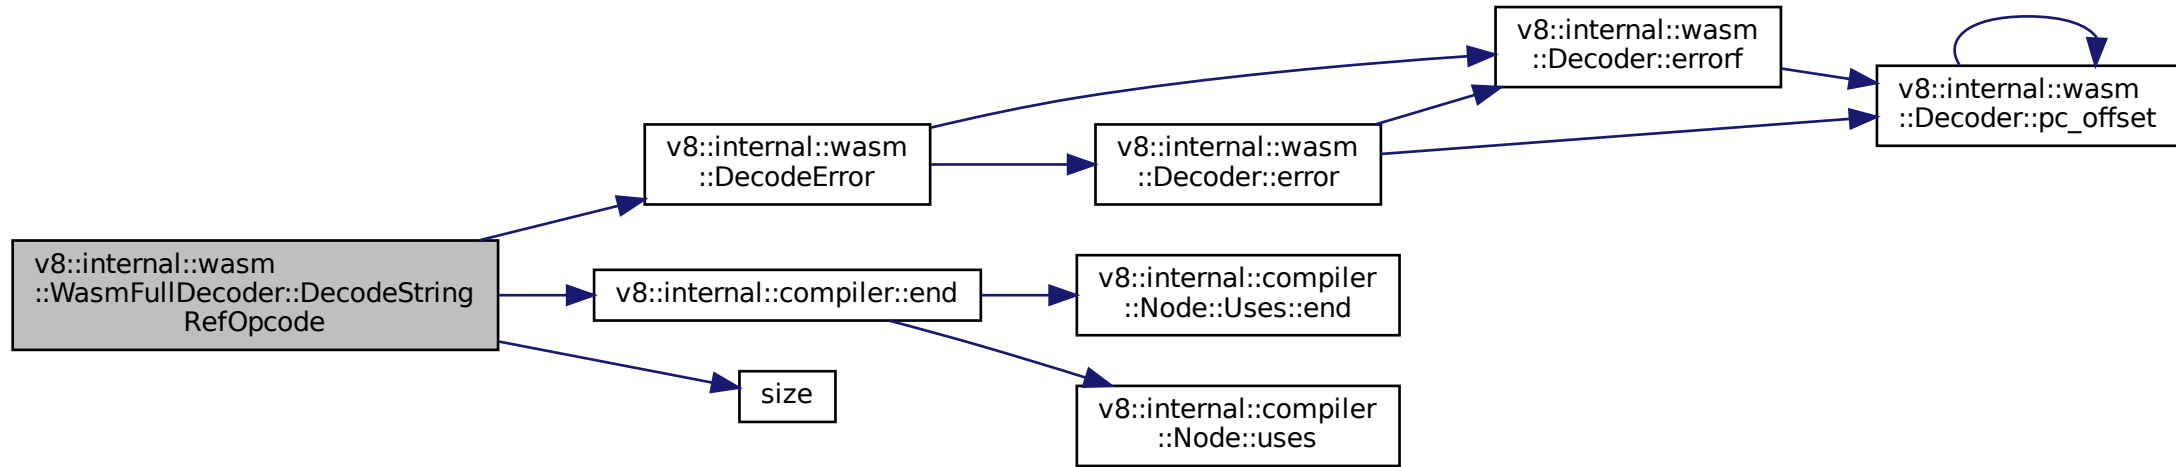 v8::internal::wasm
::WasmFullDecoder::DecodeString
RefOpcode
v8::internal::wasm
::DecodeError
v8::internal::wasm
::Decoder::errorf
v8::internal::wasm
::Decoder::pc_offset
v8::internal::wasm
::Decoder::error
v8::internal::compiler::end
v8::internal::compiler
::Node::Uses::end
v8::internal::compiler
::Node::uses
size